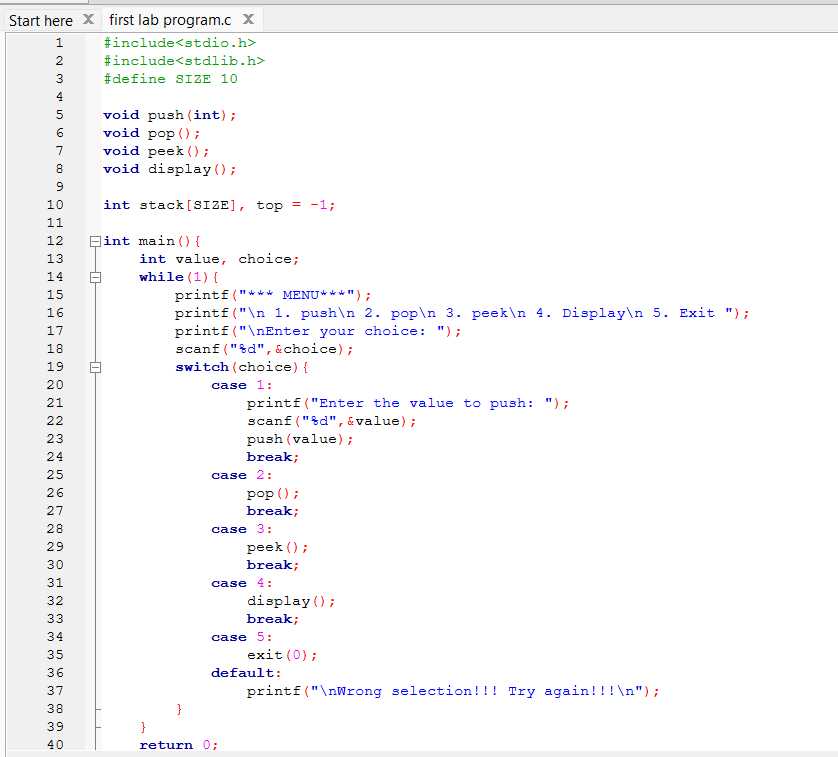 Start here X first lab program.c X
1 #include<stdio.h>
2 #include<stdlib.h>
3 #define SIZE 10
4
5 void push(int);
6 void pop();
7 void peek();
8 void display();
9
10 int stack[SIZE], top = -1;
11
12 int main(){
13     int value, choice;
14     while(1){
15         printf("*** MENU***");
16         printf("\n 1. push\n 2. pop\n 3. peek\n 4. Display\n 5. Exit ");
17         printf("\nEnter your choice: ");
18         scanf("%d",&choice);
19         switch(choice){
20             case 1:
21                 printf("Enter the value to push: ");
22                 scanf("%d",&value);
23                 push(value);
24                 break;
25             case 2:
26                 pop();
27                 break;
28             case 3:
29                 peek();
30                 break;
31             case 4:
32                 display();
33                 break;
34             case 5:
35                 exit(0);
36             default:
37                 printf("\nWrong selection!!! Try again!!!\n");
38         }
39     }
40     return 0;